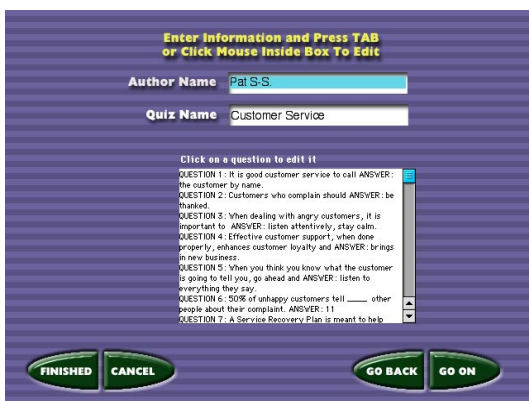 Enter Information and Press TAB
or Click Mouse Inside Box To Edit
Author Name Pat S-S.
Quiz Name Customer Service
Click on a question to edit it
QUESTION 1 : It is good customer service to call ANSWER :
the customer by name.
QUESTION 2 : Customers who complain should ANSWER : be
thanked.
QUESTION 3 : When dealing with angry customers, it is
important to ANSWER : listen attentively, stay calm.
QUESTION 4 : Effective customer support, when done
properly, enhances customer loyalty and ANSWER : brings
in new business.
QUESTION 5 : When you think you know what the customer
is going to tell you, go ahead and ANSWER : listen to
everything they say.
QUESTION 6 : 50% of unhappy customers tell ____ other
people about their complaint. ANSWER : 11
QUESTION 7 : A Service Recovery Plan is meant to help
FINISHED CANCEL GO BACK GO ON